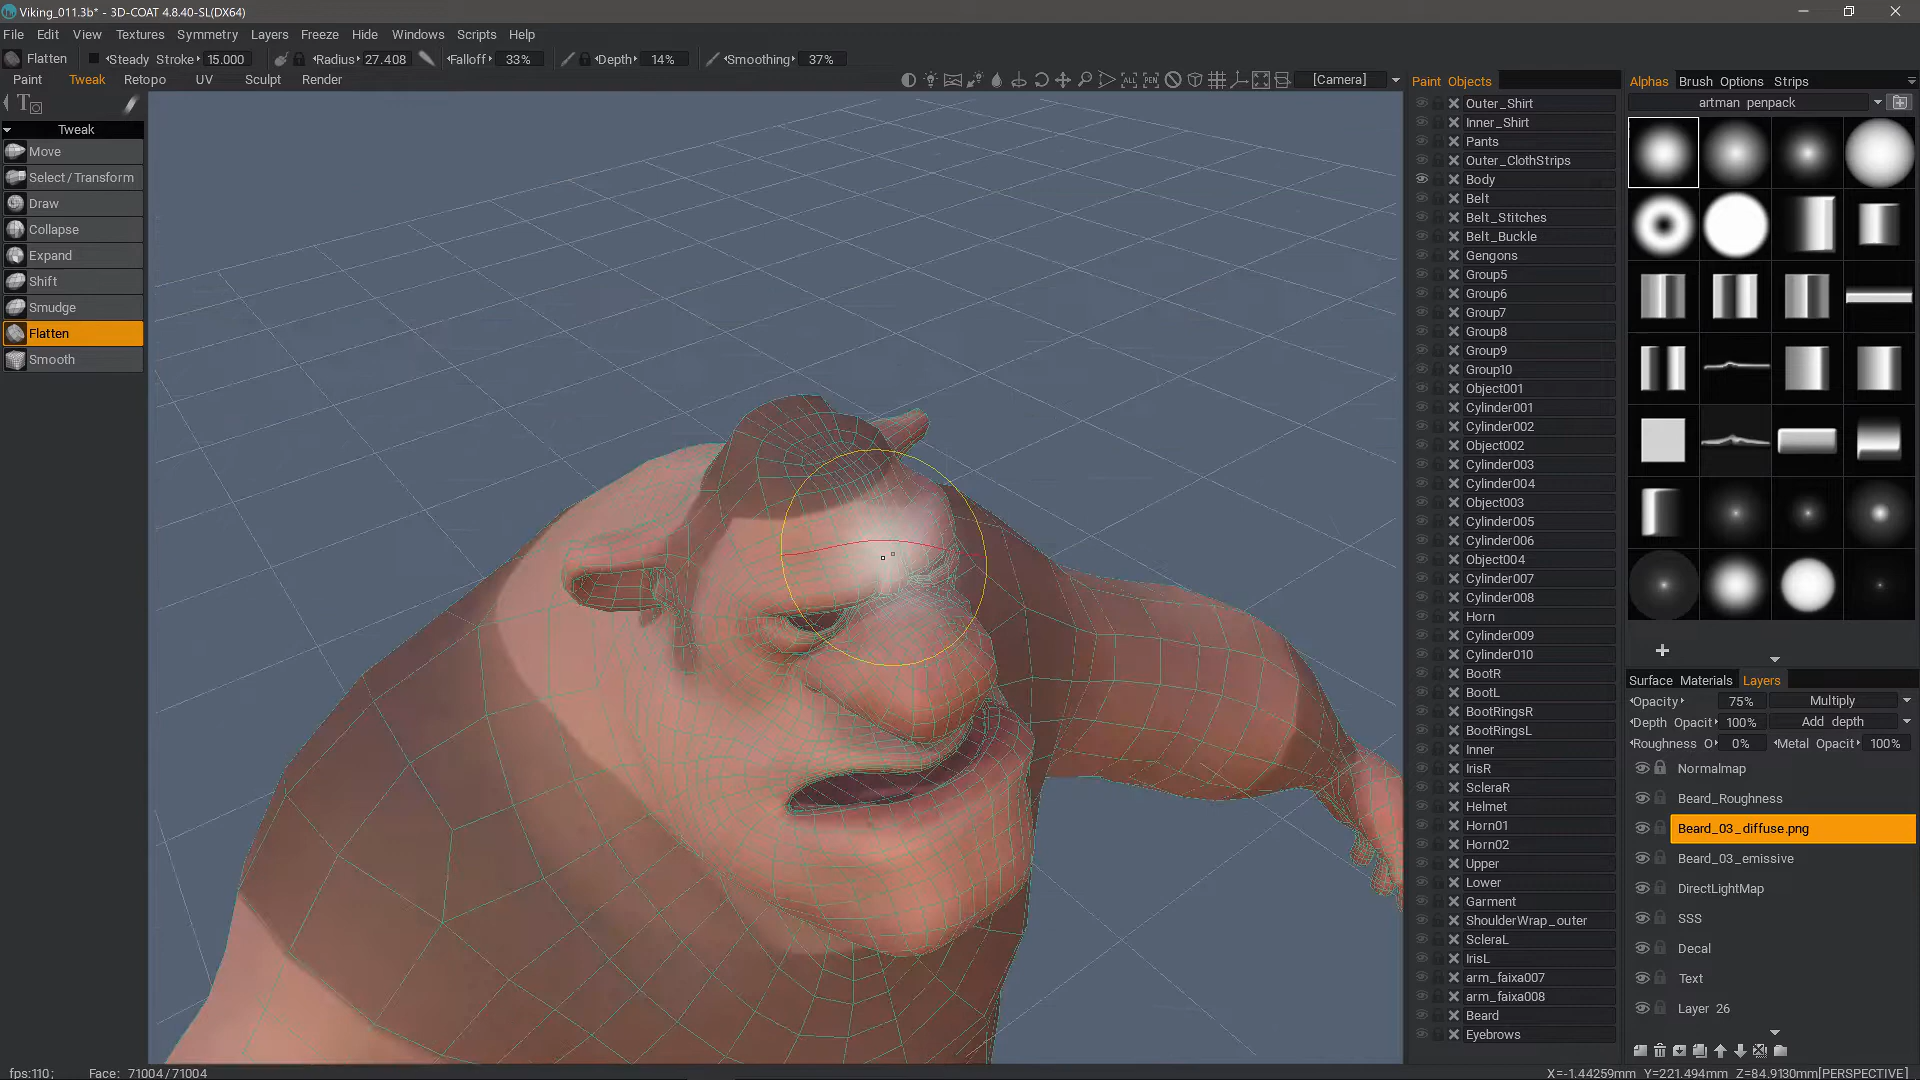 Viking_011.3b* - 3D-COAT 4.8.40-SL(DX64)
File Edit View Textures Symmetry Layers Freeze Hide Windows Scripts Help
Flatten Steady Stroke 15.000 Radius 27.408 Falloff 33% Depth 14% Smoothing 37%
Paint Tweak Retopo UV Sculpt Render [Camera]
Tweak
Move
Select/Transform
Draw
Collapse
Expand
Shift
Smudge
Flatten
Smooth
Paint Objects
Outer_Shirt
Inner_Shirt
Pants
Outer_ClothStrips
Body
Belt
Belt_Stitches
Belt_Buckle
Gengons
Group5
Group6
Group7
Group8
Group9
Group10
Object001
Cylinder001
Cylinder002
Object002
Cylinder003
Cylinder004
Object003
Cylinder005
Cylinder006
Object004
Cylinder007
Cylinder008
Horn
Cylinder009
Cylinder010
BootR
BootL
BootRingsR
BootRingsL
Inner
IrisR
ScleraR
Helmet
Horn01
Horn02
Upper
Lower
Garment
ShoulderWrap_outer
ScleraL
IrisL
arm_faixa007
arm_faixa008
Beard
Eyebrows
Alphas Brush Options Strips
artman penpack
Surface Materials Layers
Opacity 75% Multiply
Depth Opacit 100% Add depth
Roughness O 0% Metal Opacit 100%
Normalmap
Beard_Roughness
Beard_03_diffuse.png
Beard_03_emissive
DirectLightMap
SSS
Decal
Text
Layer 26
fps:110; Face: 71004/71004
X=-1.44259mm Y=221.494mm Z=84.9130mm[PERSPECTIVE]